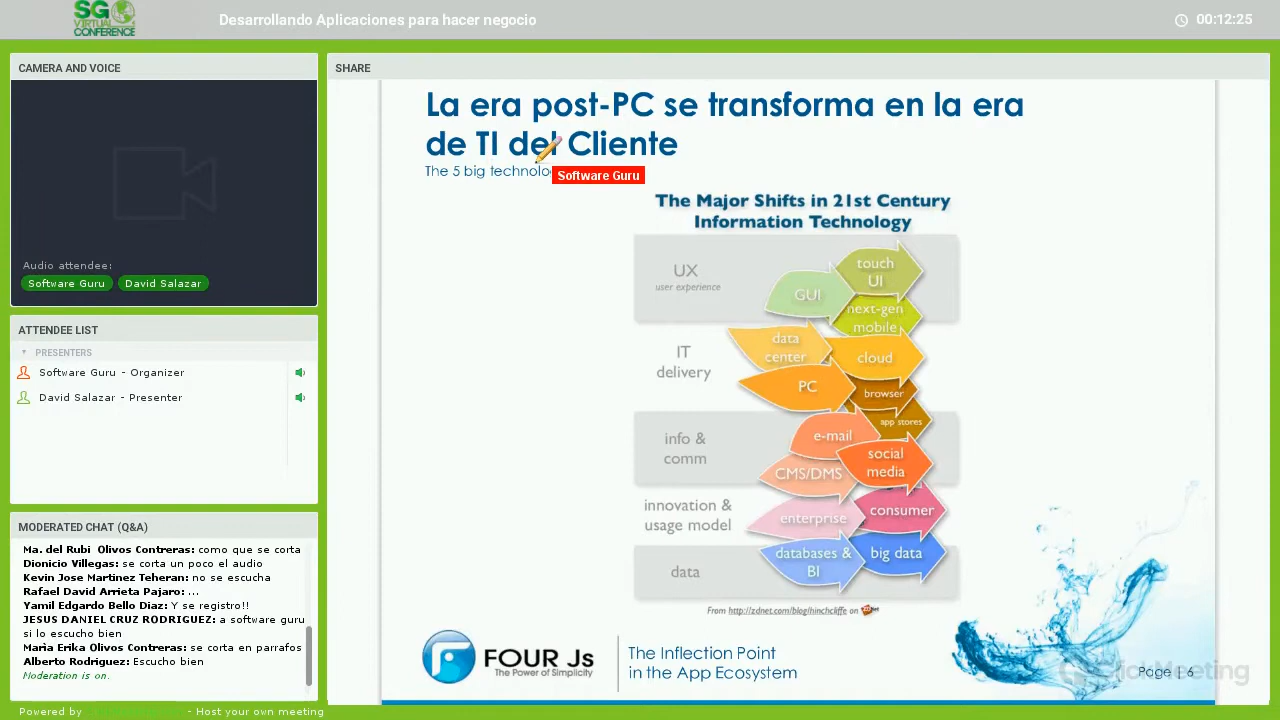 SG
VIRTUAL
CONFERENCE
Desarrollando Aplicaciones para hacer negocio
00:12:25
CAMERA AND VOICE
Audio attendee:
Software Guru
David Salazar
ATTENDEE LIST
PRESENTERS
Software Guru - Organizer
David Salazar - Presenter
MODERATED CHAT (Q&A)
Ma. del Rubi Olivos Contreras: como que se corta
Dionicio Villegas: se corta un poco el audio
Kevin Jose Martinez Teheran: no se escucha
Rafael David Arrieta Pajaro: ...
Yamil Edgardo Bello Diaz: Y se registro!!
JESUS DANIEL CRUZ RODRIGUEZ: a software guru
si lo escucho bien
Maria Erika Olivos Contreras: se corta en parrafos
Alberto Rodriguez: Escucho bien
Moderation is on.
Powered by
- Host your own meeting
SHARE
La era post-PC se transforma en la era
de TI del Cliente
The 5 big technolo
Software Guru
The Major Shifts in 21st Century
Information Technology
UX
user experience
GUI
touch
UI
next-gen
mobile
IT
delivery
data
center
cloud
PC
browser
app stores
info &
comm
e-mail
social
media
CMS/DMS
innovation &
usage model
enterprise
consumer
data
databases &
BI
big data
From http://zdnet.com/blog/hinchcliffe on
FOUR Js
The Power of Simplicity
The Inflection Point
in the App Ecosystem
Page | 6
ClickMeeting